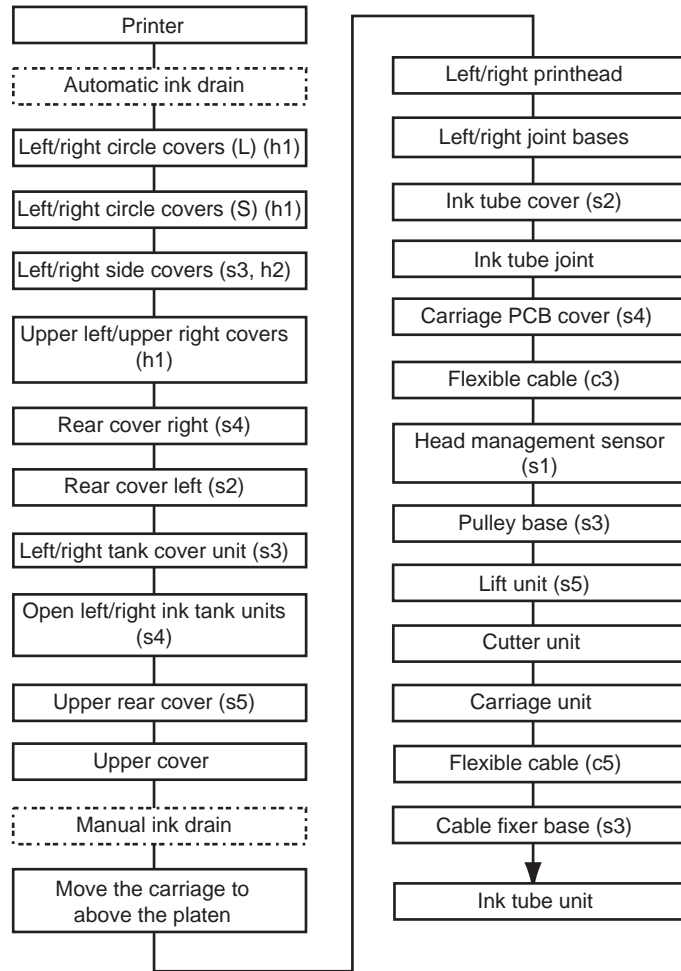 Printer
Automatic ink drain
Left/right circle covers (L) (h1)
Left/right circle covers (S) (h1)
Left/right side covers (s3, h2)
Upper left/upper right covers
(h1)
Rear cover right (s4)
Rear cover left (s2)
Left/right tank cover unit (s3)
Open left/right ink tank units
(s4)
Upper rear cover (s5)
Upper cover
Manual ink drain
Move the carriage to
above the platen
Left/right printhead
Left/right joint bases
Ink tube cover (s2)
Ink tube joint
Carriage PCB cover (s4)
Flexible cable (c3)
Head management sensor
(s1)
Pulley base (s3)
Lift unit (s5)
Cutter unit
Carriage unit
Flexible cable (c5)
Cable fixer base (s3)
Ink tube unit